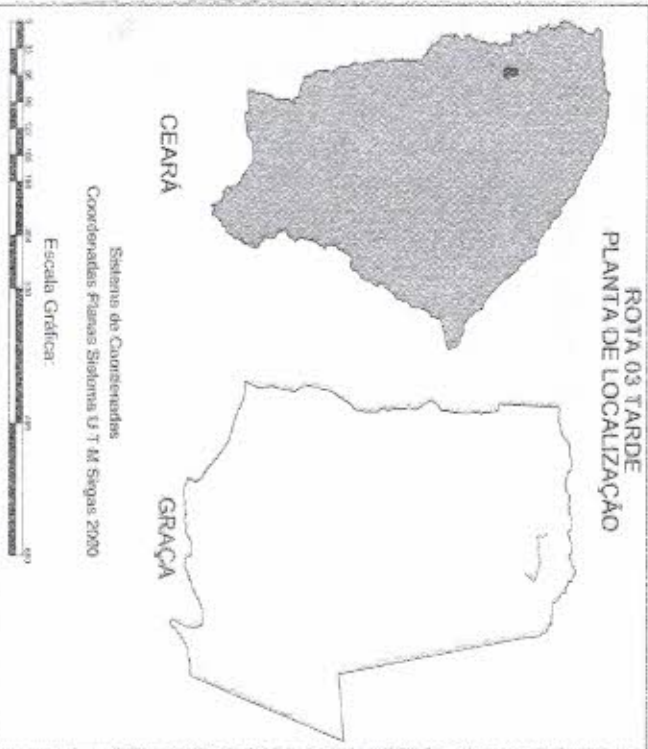 ROTA 03 TARDE
PLANTA DE LOCALIZAÇÃO
CEARÁ
GRAÇA
Sistema de Coordenadas
Coordenadas Planas Sistema U T M Sirgas 2000
Escala Gráfica: